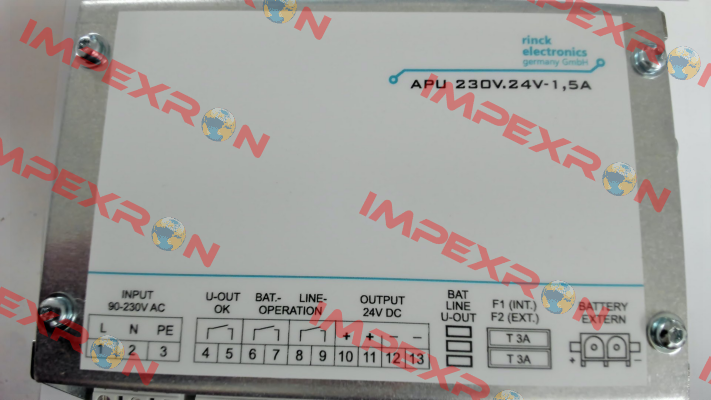 rinck
electronics
germany GmbH
APU 230V.24V-1,5A
INPUT
90-230V AC
L N PE
1 2 3
U-OUT
OK
BAT.- LINE-
OPERATION
4 5 6 7 8 9
OUTPUT
24V DC
+ + - -
10 11 12 13
BAT
LINE
U-OUT
F1 (INT.)
F2 (EXT.)
T 3A
T 3A
BATTERY
EXTERN
+ -
IMPEXRON
IMPEXRON
IMPEXRON
IMPEXRON
IMPEXRON
IMPEXRON